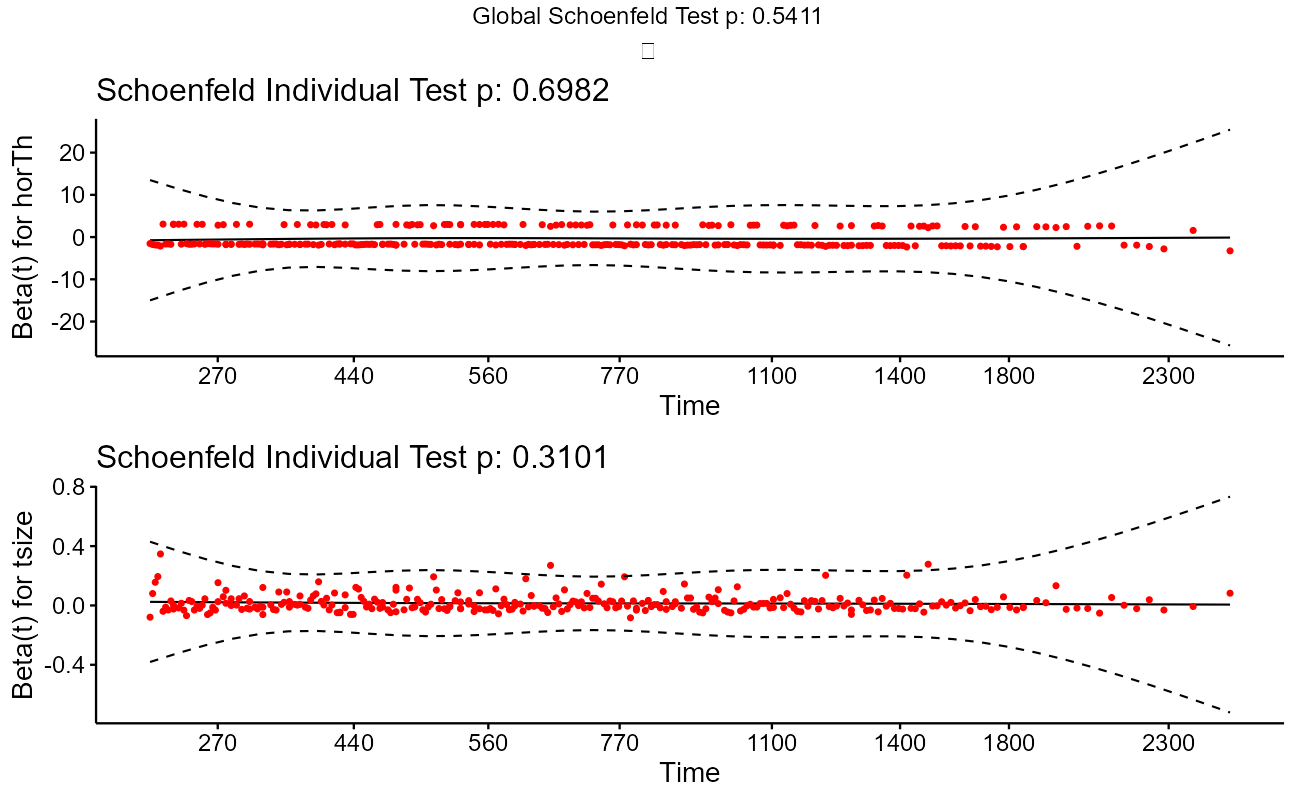 Global Schoenfeld Test p: 0.5411
Schoenfeld Individual Test p: 0.6982
Beta(t) for horTh
20
10
0
-10
-20
270 440 560 770 1100 1400 1800 2300
Time
Schoenfeld Individual Test p: 0.3101
Beta(t) for tsize
0.8
0.4
0.0
-0.4
270 440 560 770 1100 1400 1800 2300
Time